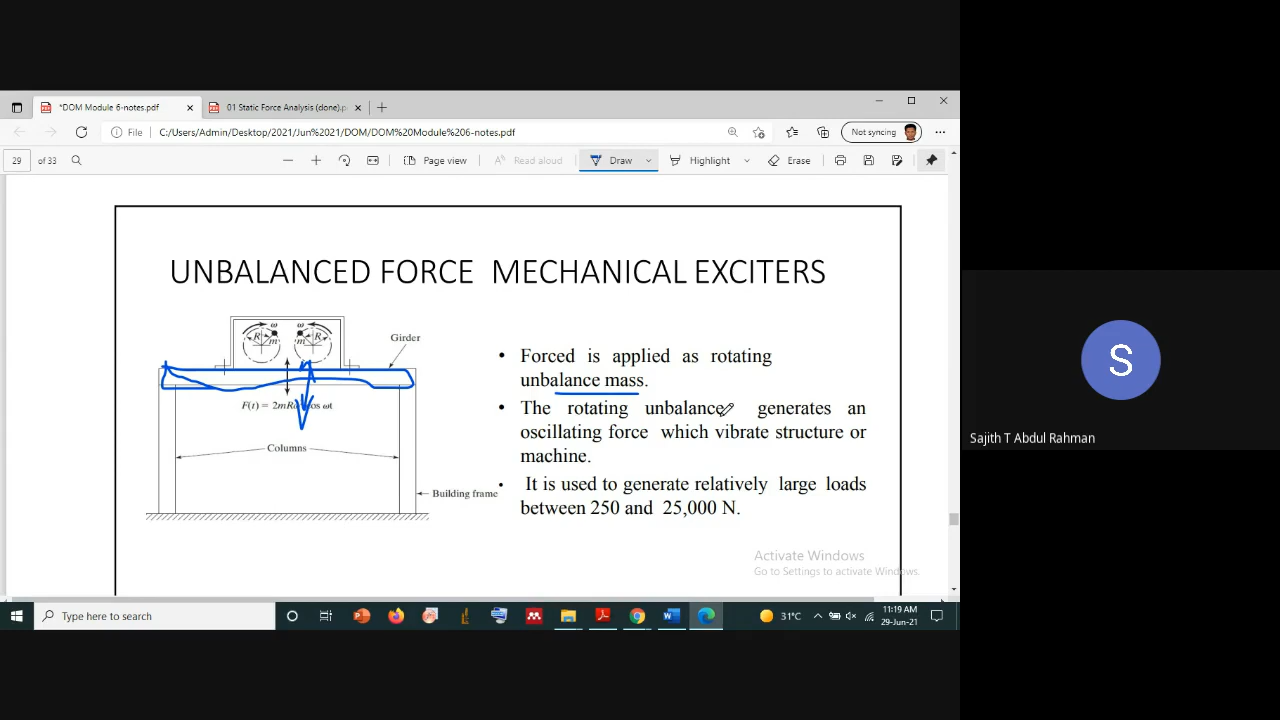 *DOM Module 6-notes.pdf
01 Static Force Analysis (done).p
File
C:/Users/Admin/Desktop/2021/Jun%2021/DOM/DOM%20Module%206-notes.pdf
Not syncing
29 of 33
Page view
Read aloud
Draw
Highlight
Erase
UNBALANCED FORCE MECHANICAL EXCITERS
ω ω
R m m R
Girder
F(t) = 2mRω cos ωt
Columns
Building frame
• Forced is applied as rotating
unbalance mass.
• The rotating unbalance generates an
oscillating force which vibrate structure or
machine.
• It is used to generate relatively large loads
between 250 and 25,000 N.
Activate Windows
Go to Settings to activate Windows.
S
Sajith T Abdul Rahman
Type here to search
31°C
11:19 AM
29-Jun-21